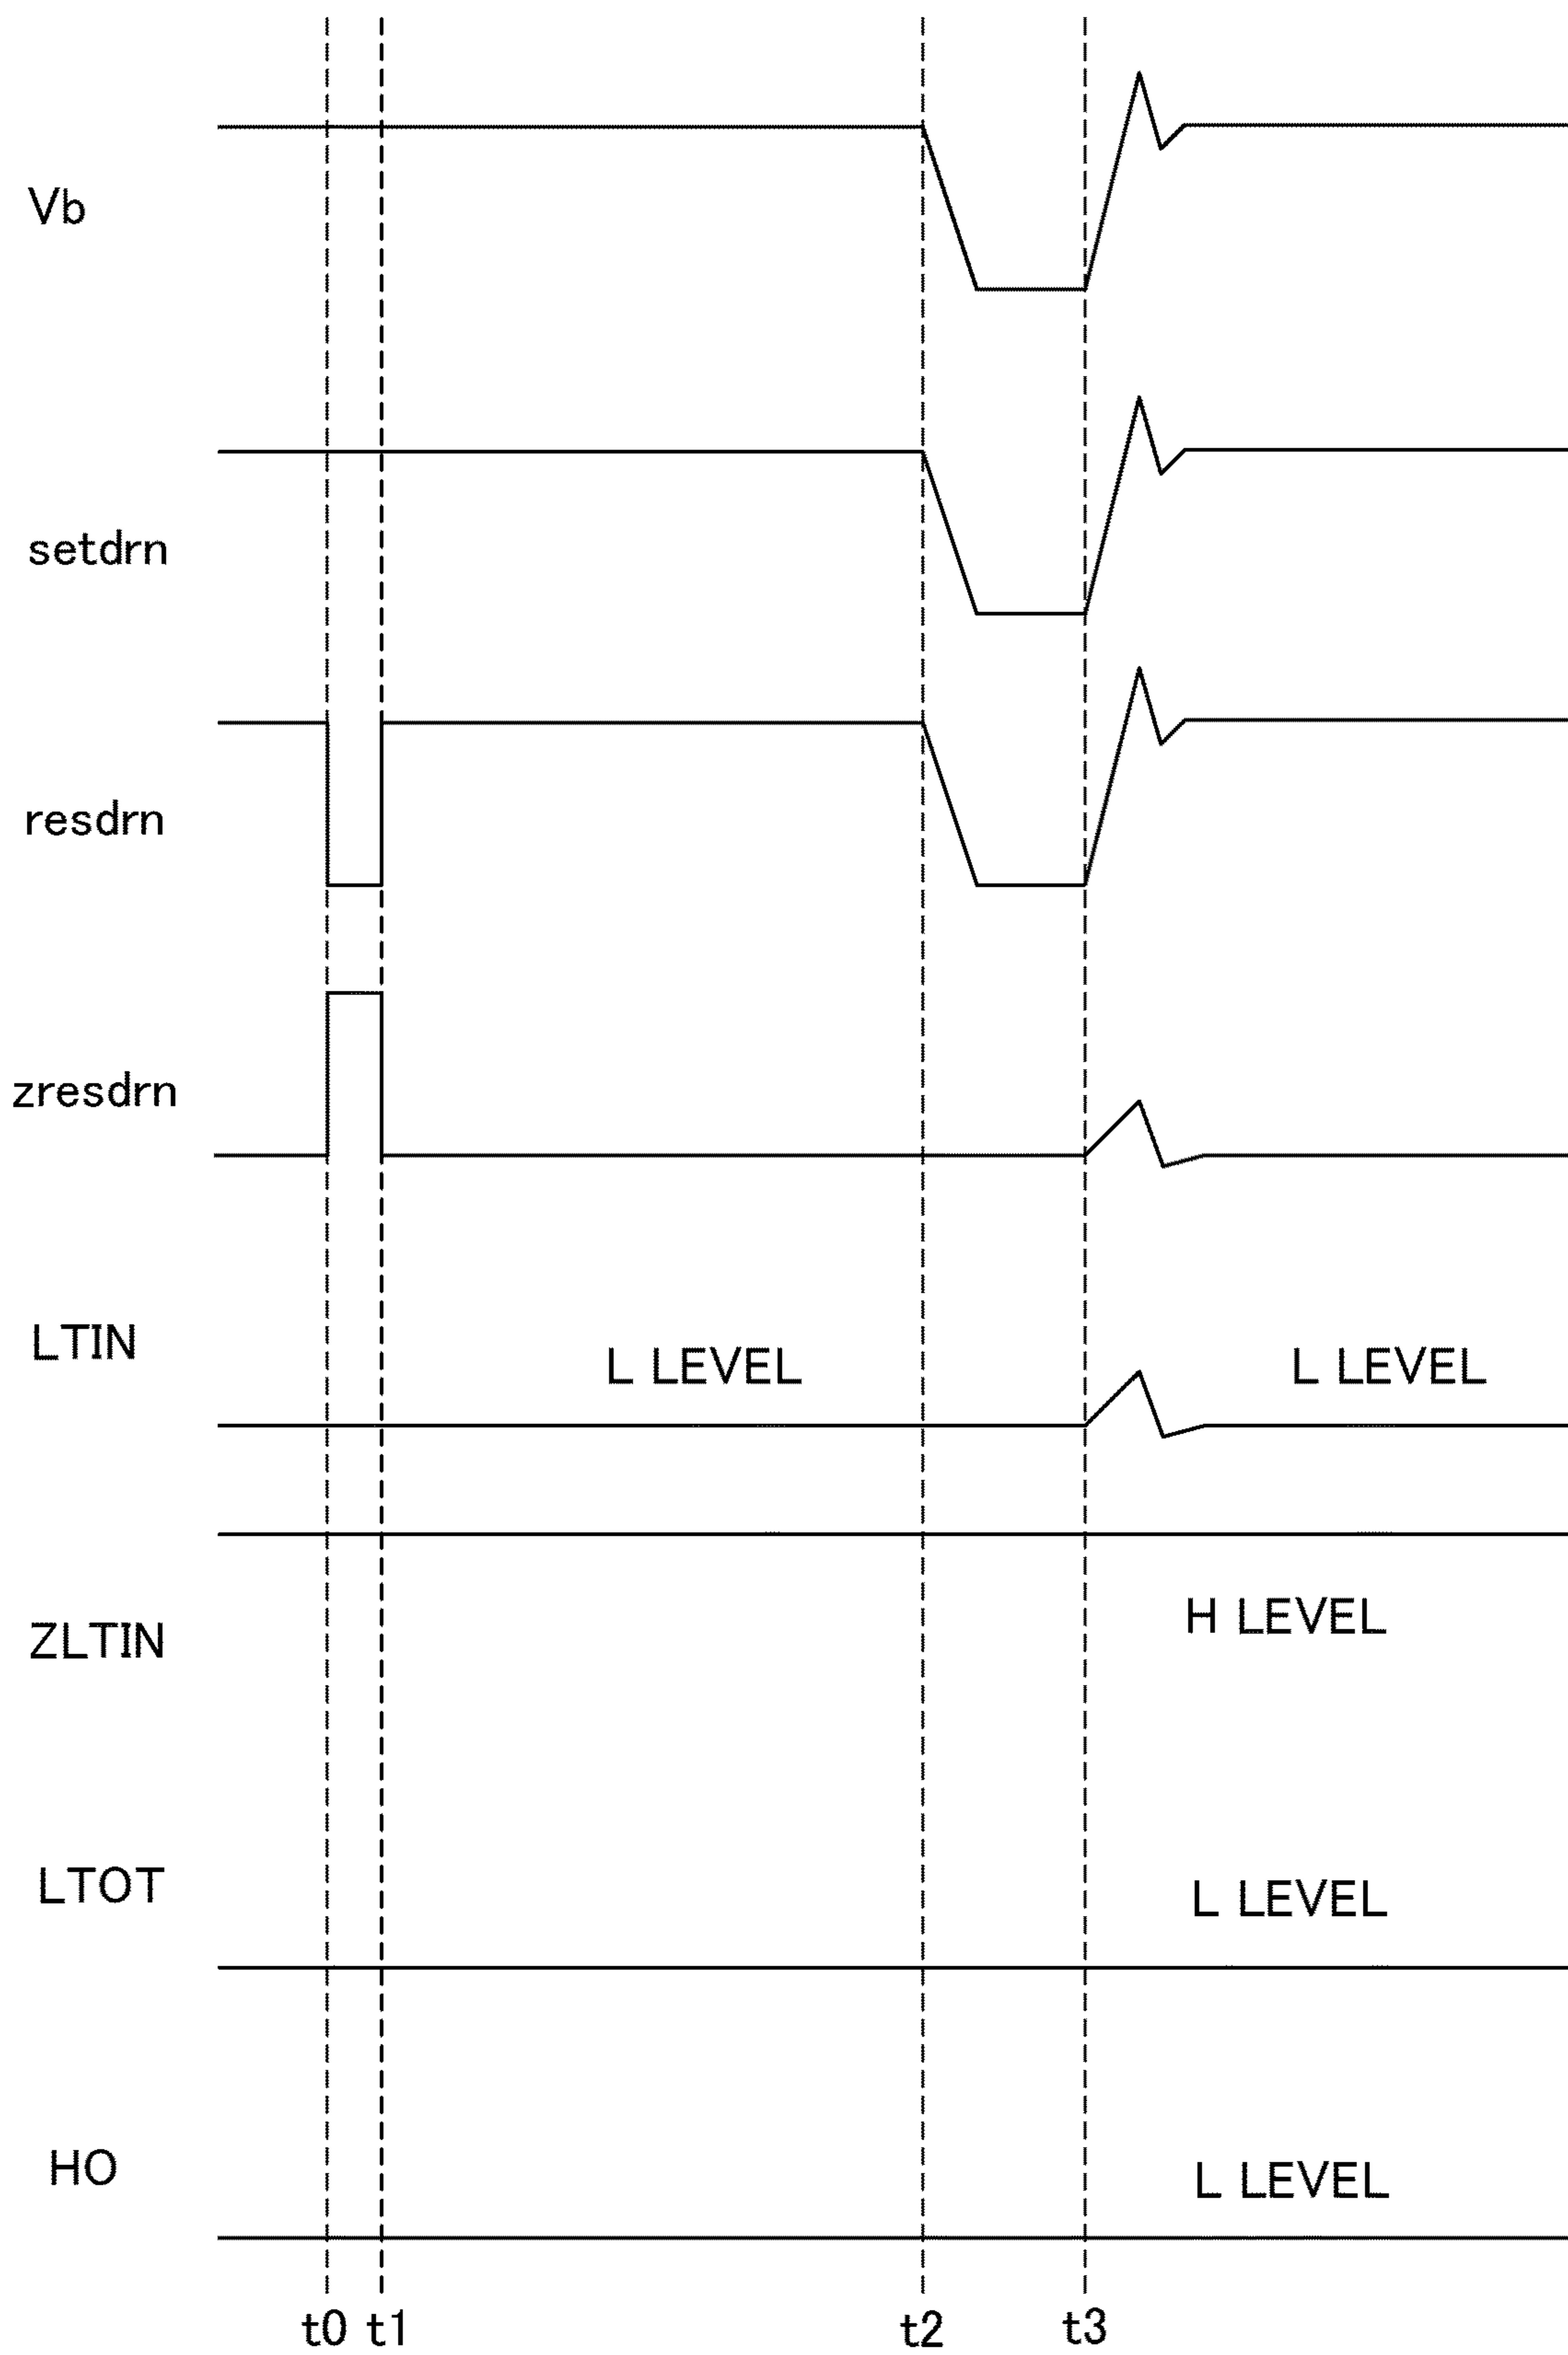 Vb
setdrn
resdrn
zresdrn
LTIN
L LEVEL
L LEVEL
ZLTIN
H LEVEL
LTOT
L LEVEL
HO
L LEVEL
t0 t1 t2 t3